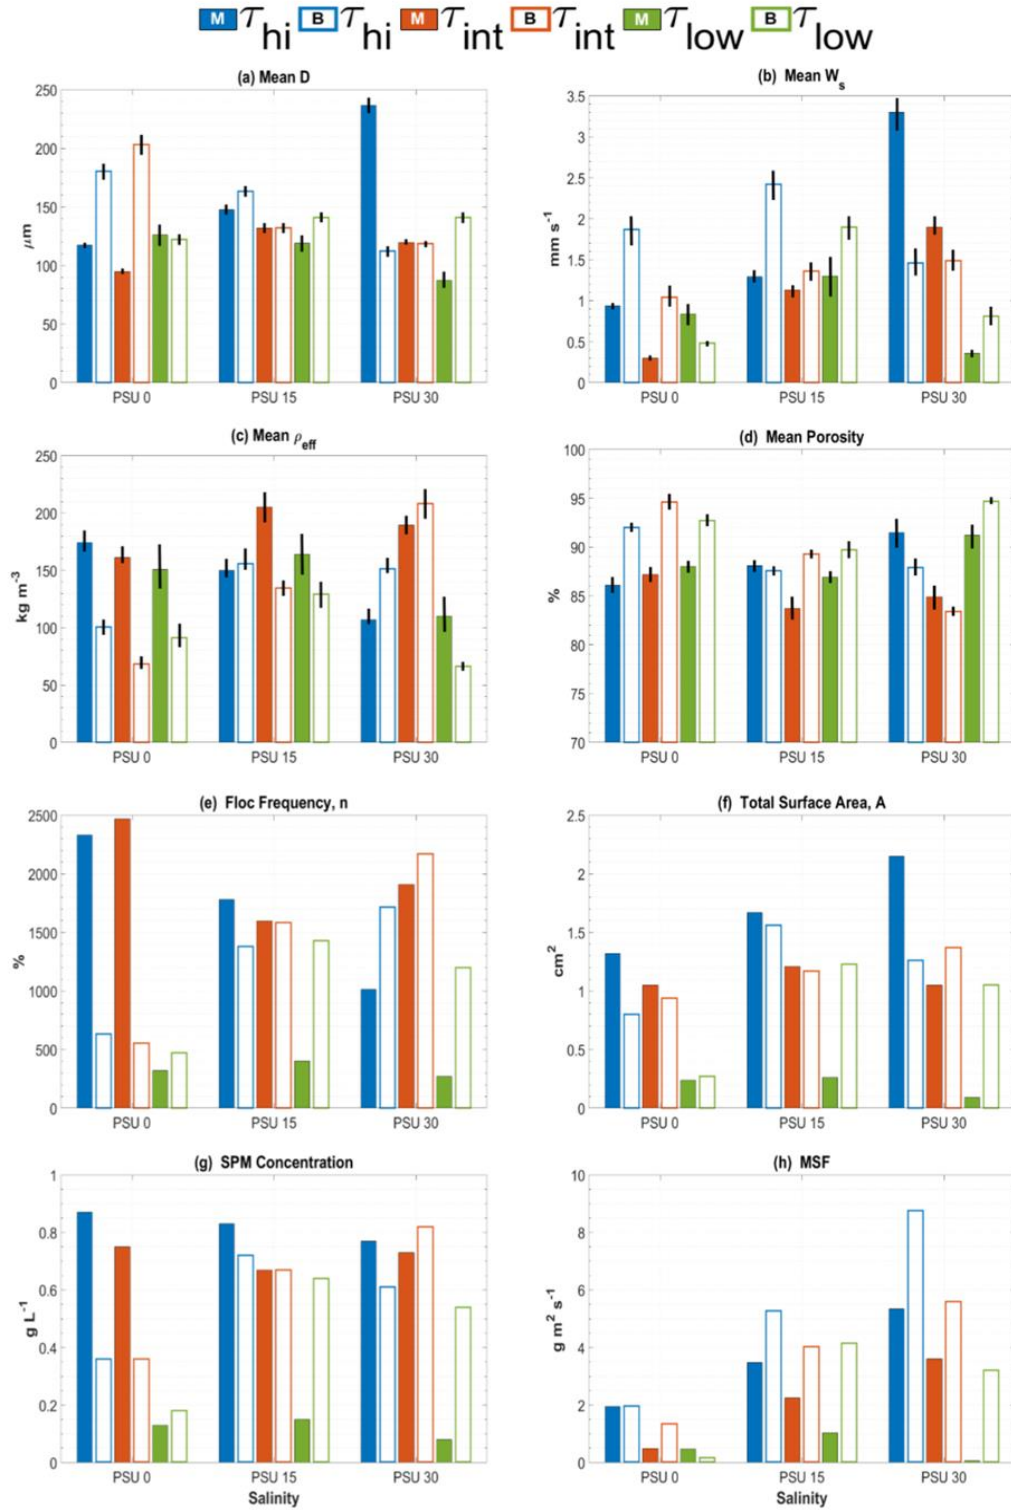 M τhi B τhi M τint B τint M τlow B τlow
(a) Mean D
250
200
150
100
50
0
μm
PSU 0 PSU 15 PSU 30
(b) Mean Ws
3.5
3
2.5
2
1.5
1
0.5
0
mm s-1
PSU 0 PSU 15 PSU 30
(c) Mean ρeff
250
200
150
100
50
0
kg m-3
PSU 0 PSU 15 PSU 30
(d) Mean Porosity
100
95
90
85
80
75
70
%
PSU 0 PSU 15 PSU 30
(e) Floc Frequency, n
2500
2000
1500
1000
500
0
%
PSU 0 PSU 15 PSU 30
(f) Total Surface Area, A
2.5
2
1.5
1
0.5
0
cm2
PSU 0 PSU 15 PSU 30
(g) SPM Concentration
1
0.8
0.6
0.4
0.2
0
g L-1
PSU 0 PSU 15 PSU 30
Salinity
(h) MSF
10
8
6
4
2
0
g m2 s-1
PSU 0 PSU 15 PSU 30
Salinity